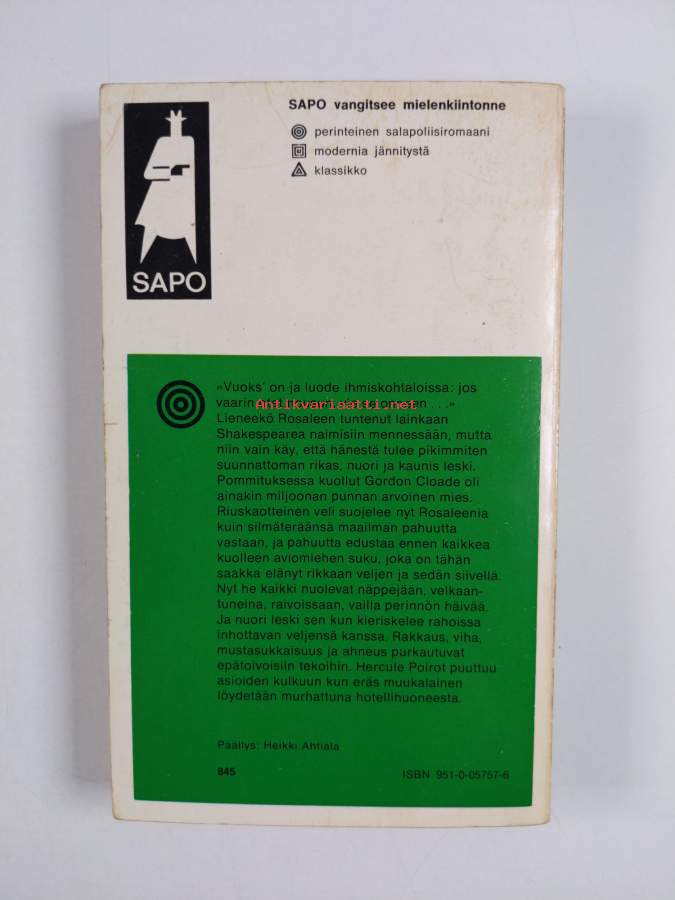 SAPO vangitsee mielenkiintonne
perinteinen salapoliisiromaani
modernia jännitystä
klassikko
SAPO
»Vuoks' on ja luode ihmiskohtaloissa: jos
vaarin
Antikvariaatti.net
Lieneekö Rosaleen tuntenut lainkaan
Shakespearea naimisiin mennessään, mutta
niin vain käy, että hänestä tulee pikimmiten
suunnattoman rikas, nuori ja kaunis leski.
Pommituksessa kuollut Gordon Cloade oli
ainakin miljoonan punnan arvoinen mies.
Riuskaotteinen veli suojelee nyt Rosaleenia
kuin silmäteräänsä maailman pahuutta
vastaan, ja pahuutta edustaa ennen kaikkea
kuolleen aviomiehen suku, joka on tähän
saakka elänyt rikkaan veljen ja sedän siivellä.
Nyt he kaikki nuolevat näppejään, velkaan-
tuneina, raivoissaan, vailla perinnön häivää.
Ja nuori leski sen kun kieriskelee rahoissa
inhottavan veljensä kanssa. Rakkaus, viha,
mustasukkaisuus ja ahneus purkautuvat
epätoivoisiin tekoihin. Hercule Poirot puuttuu
asioiden kulkuun kun eräs muukalainen
löydetään murhattuna hotellihuoneesta.
Päällys: Heikki Ahtiala
845
ISBN 951-0-05757-6